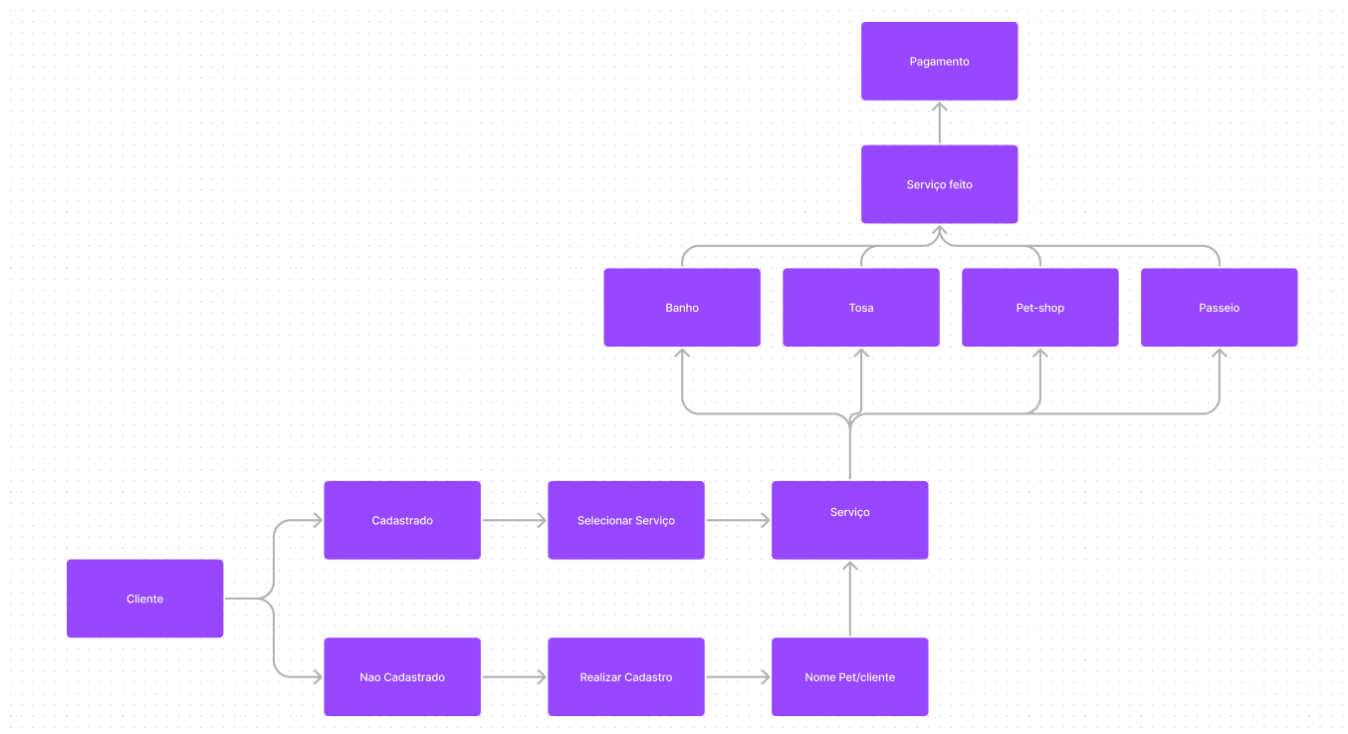 Pagamento
Serviço feito
Banho
Tosa
Pet-shop
Passeio
Cadastrado
Selecionar Serviço
Serviço
Cliente
Nao Cadastrado
Realizar Cadastro
Nome Pet/cliente